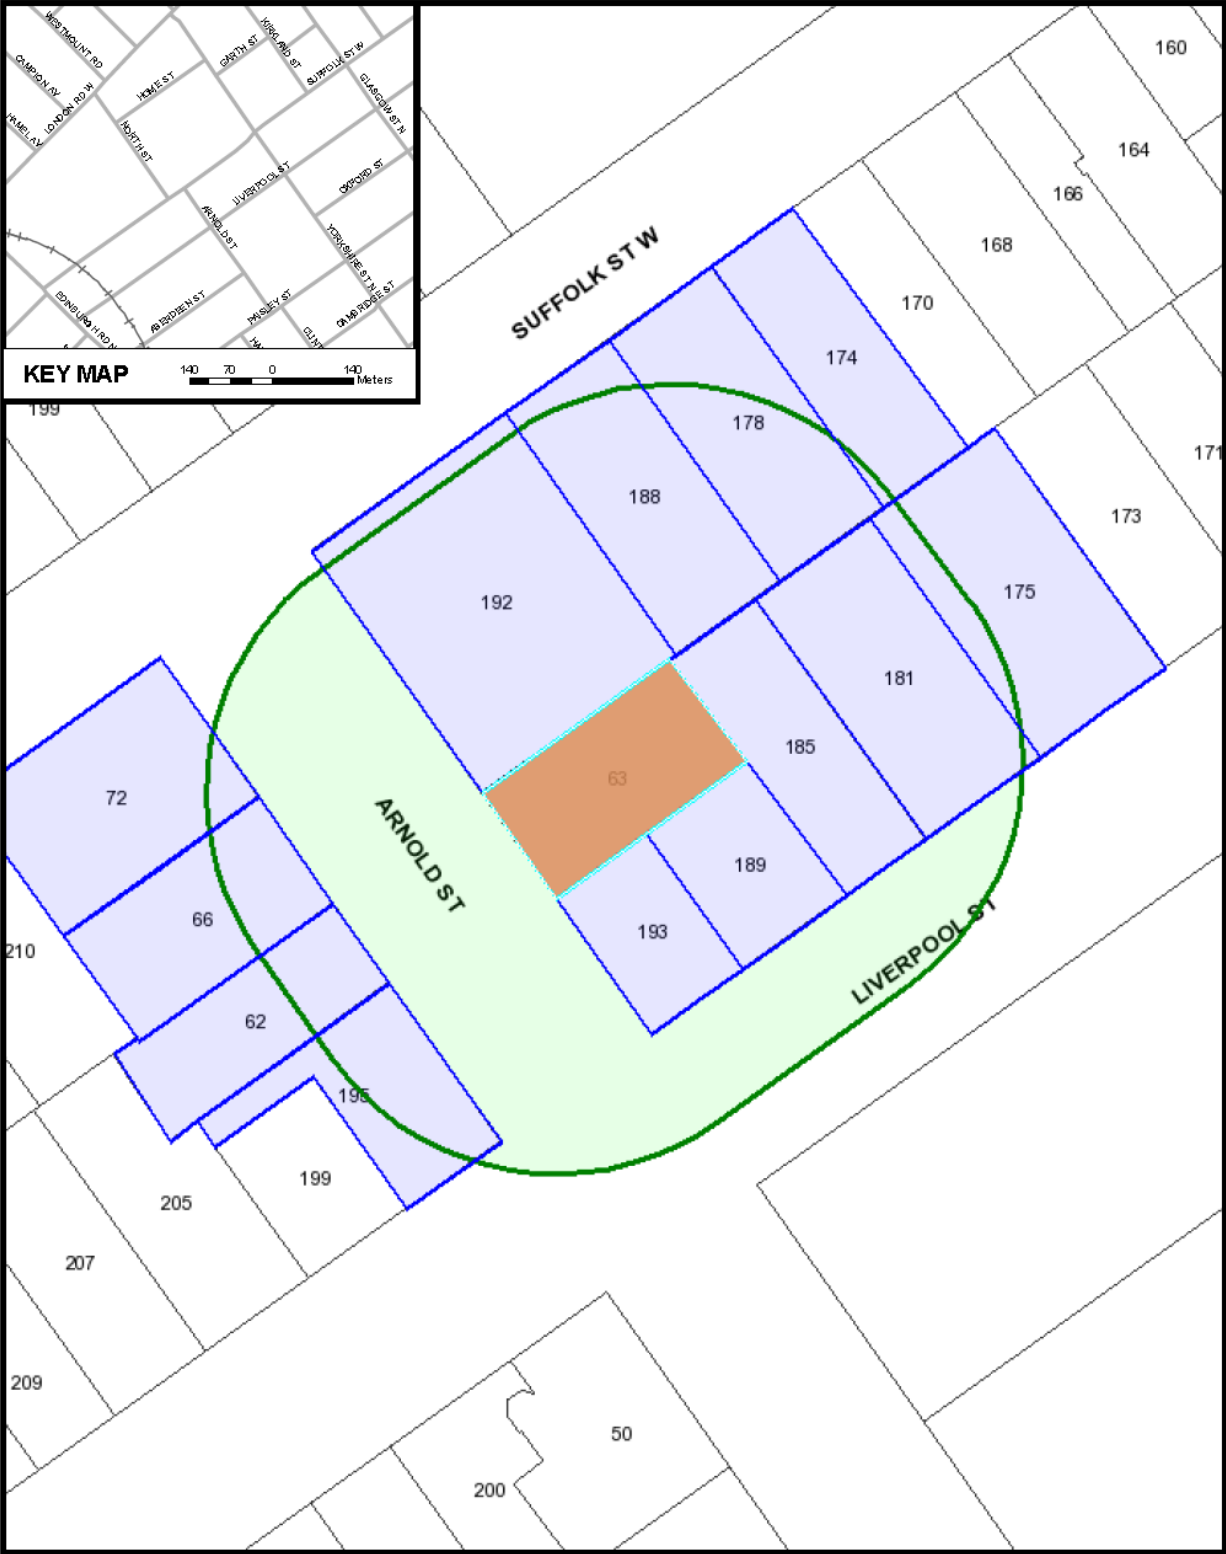 WESTMOUNT RD
CAMPION AV
LONDON RD W
HOME ST
NORTH ST
GARTH ST
KIRKLAND ST
SUFFOLK ST W
GLASGOW ST N
LIVERPOOL ST
OXFORD ST
ARNOLD ST
YORKSHIRE ST N
EDINBURGH RD N
ABERDEEN ST
PAISLEY ST
CAMBRIDGE ST
KEY MAP
140 70 0 140
Meters
160
164
166
168
170
SUFFOLK ST W
174
178
199
171
188
173
175
192
181
185
63
72
ARNOLD ST
189
66
193
LIVERPOOL ST
210
62
195
199
205
207
209
50
200